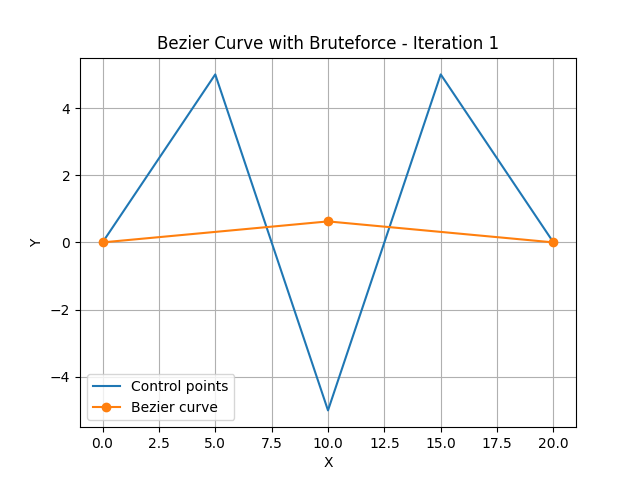 Bezier Curve with Bruteforce - Iteration 1
Y
4
2
0
−2
−4
Control points
Bezier curve
0.0 2.5 5.0 7.5 10.0 12.5 15.0 17.5 20.0
X